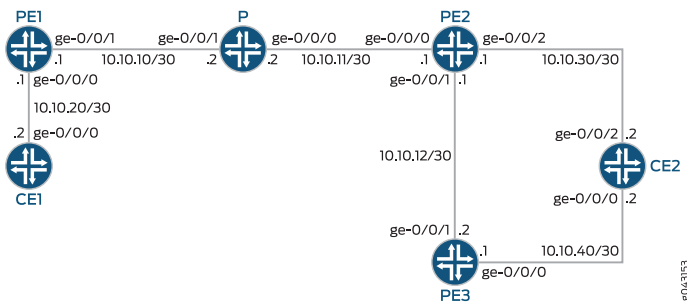 PE1
P
PE2
ge-0/0/1
ge-0/0/1
ge-0/0/0
ge-0/0/0
ge-0/0/2
.1
10.10.10/30
.2
.2
10.10.11/30
.1
.1
10.10.30/30
.1
ge-0/0/0
ge-0/0/1
.1
10.10.20/30
.2
ge-0/0/0
ge-0/0/2
.2
10.10.12/30
CE2
CE1
ge-0/0/0
.2
ge-0/0/1
.2
.1
10.10.40/30
ge-0/0/0
PE3
g043153